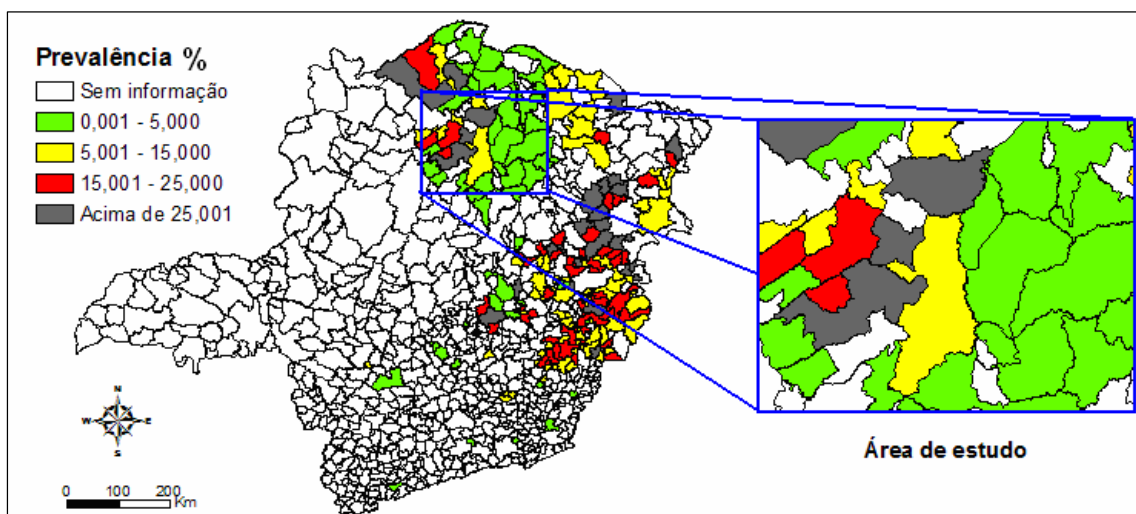 Prevalência %
Sem informação
0,001 - 5,000
5,001 - 15,000
15,001 - 25,000
Acima de 25,001
N
W E
S
0 100 200
Km
Área de estudo